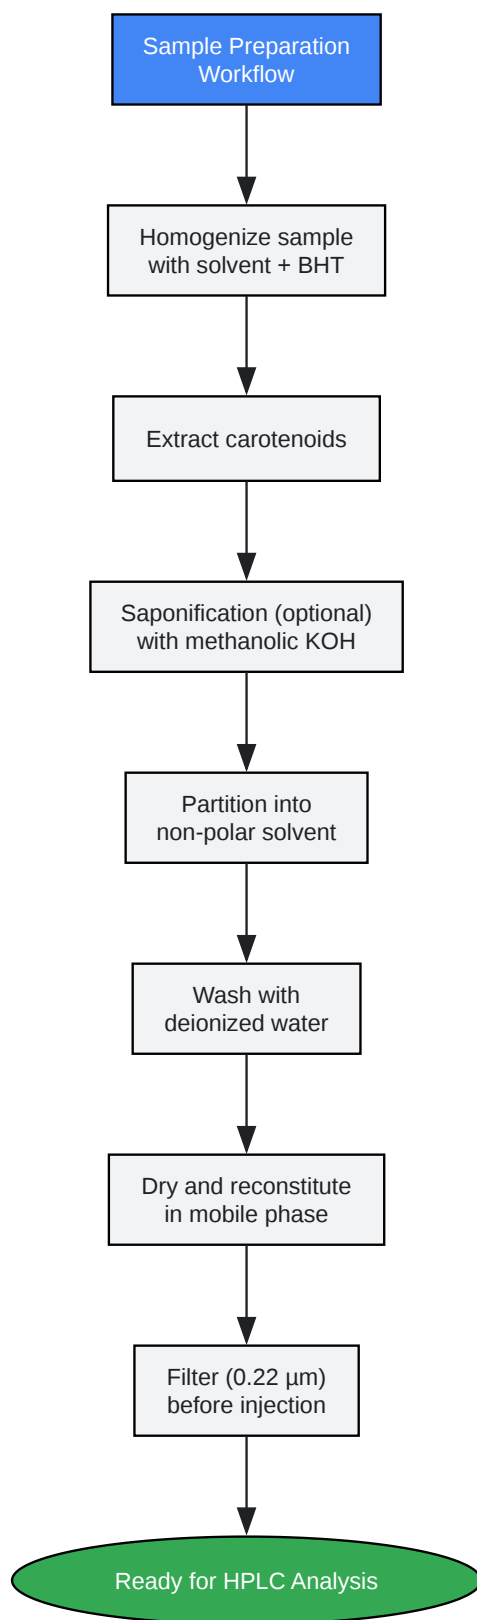 Sample Preparation
Workflow
Homogenize sample
with solvent + BHT
Extract carotenoids
Saponification (optional)
with methanolic KOH
Partition into
non-polar solvent
Wash with
deionized water
Dry and reconstitute
in mobile phase
Filter (0.22 µm)
before injection
Ready for HPLC Analysis